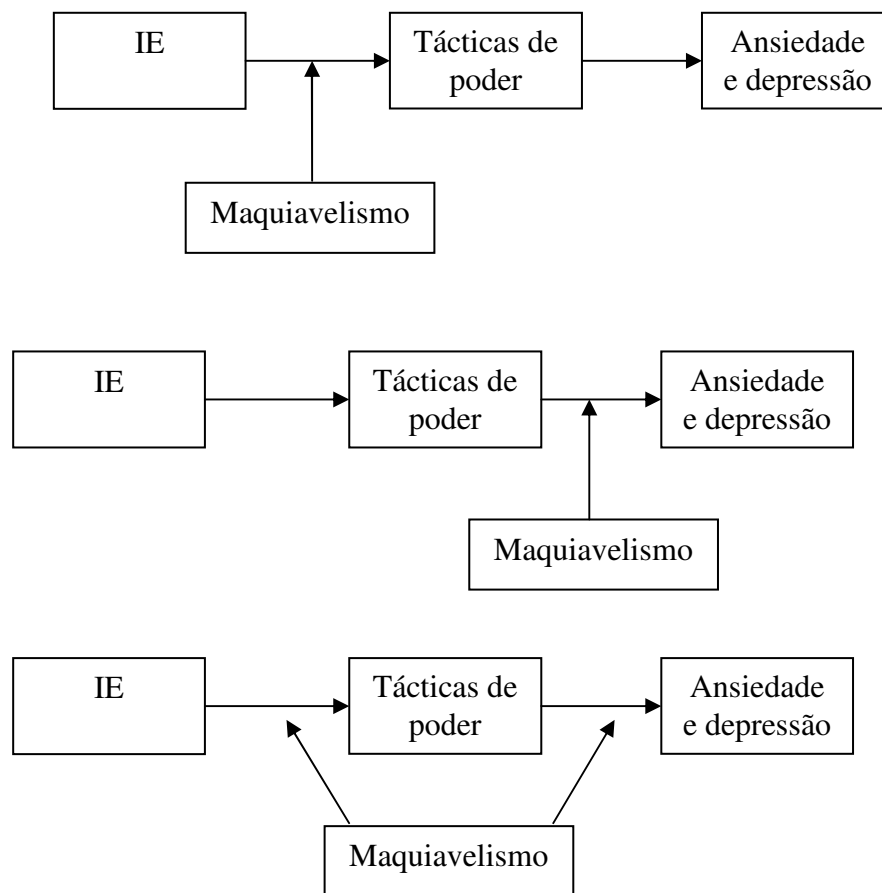 IE
Tácticas de
poder
Ansiedade
e depressão
Maquiavelismo
IE
Tácticas de
poder
Ansiedade
e depressão
Maquiavelismo
IE
Tácticas de
poder
Ansiedade
e depressão
Maquiavelismo